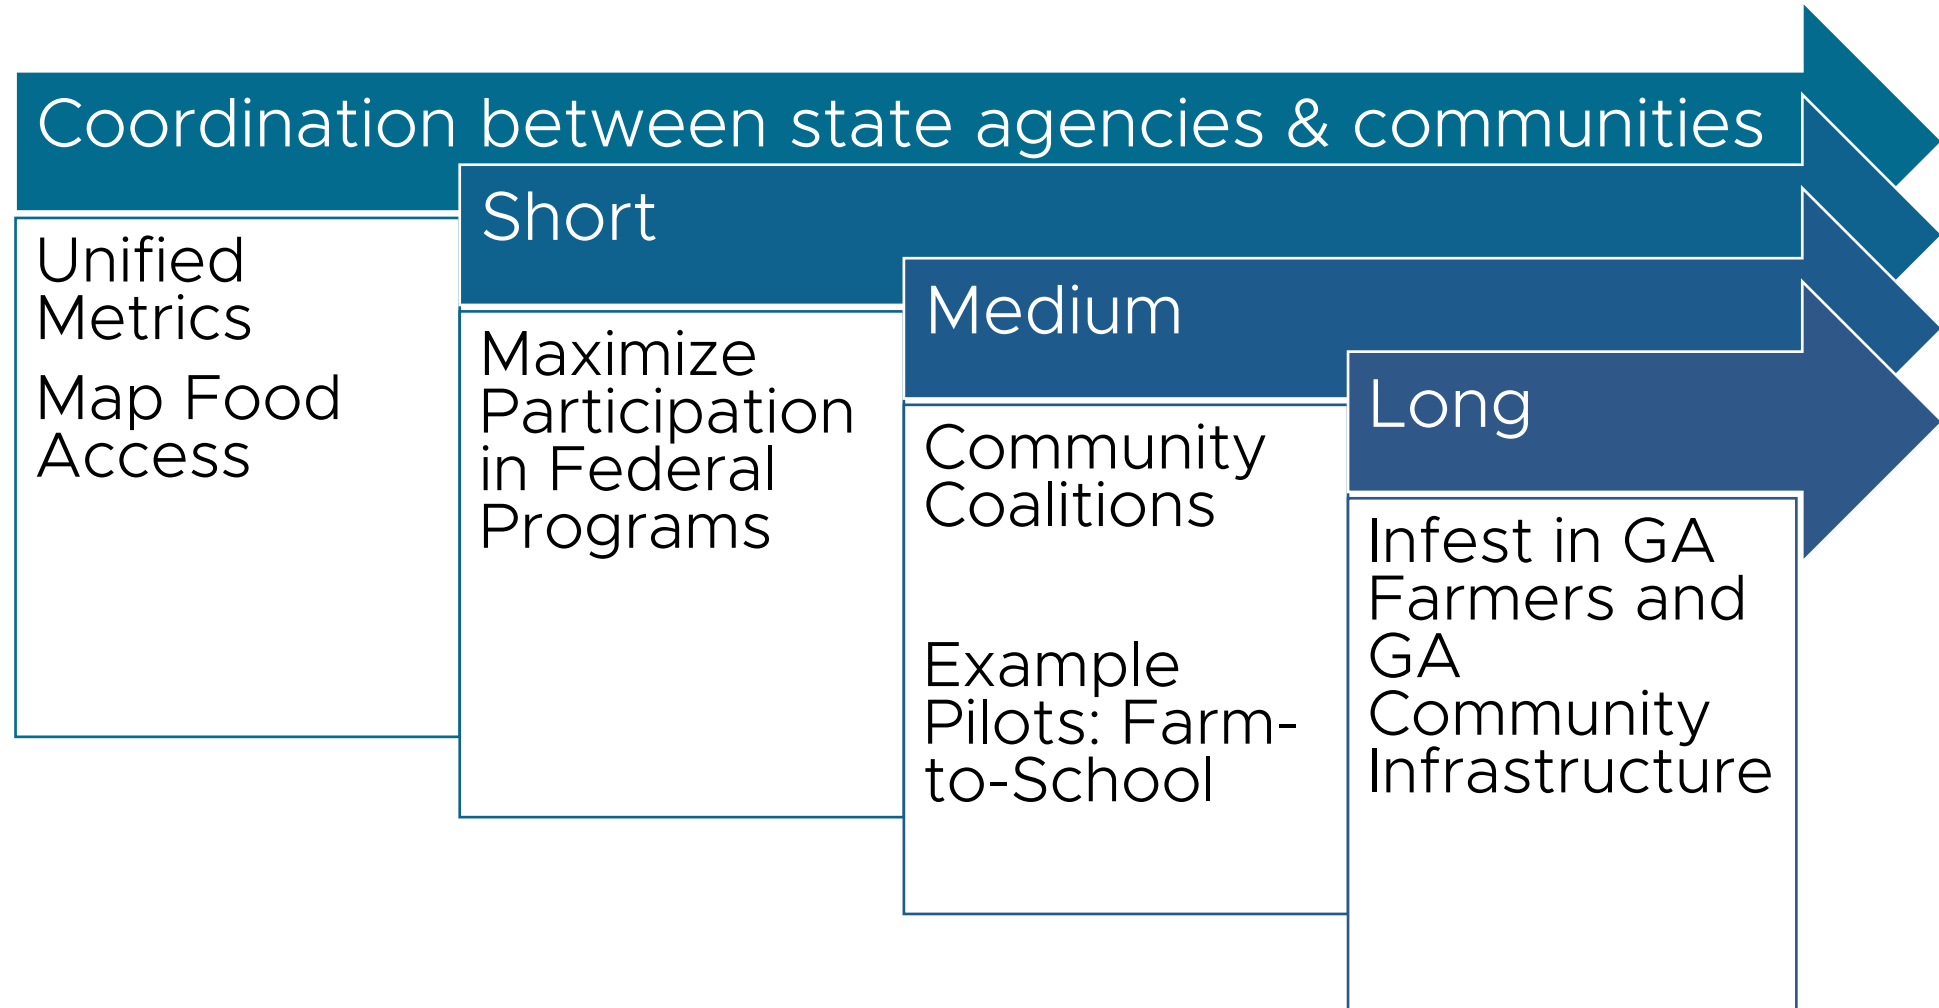 Coordination between state agencies & communities
Unified
Metrics
Map Food
Access
Short
Maximize
Participation
in Federal
Programs
Medium
Community
Coalitions
Example
Pilots: Farm-
to-School
Long
Infest in GA
Farmers and
GA
Community
Infrastructure